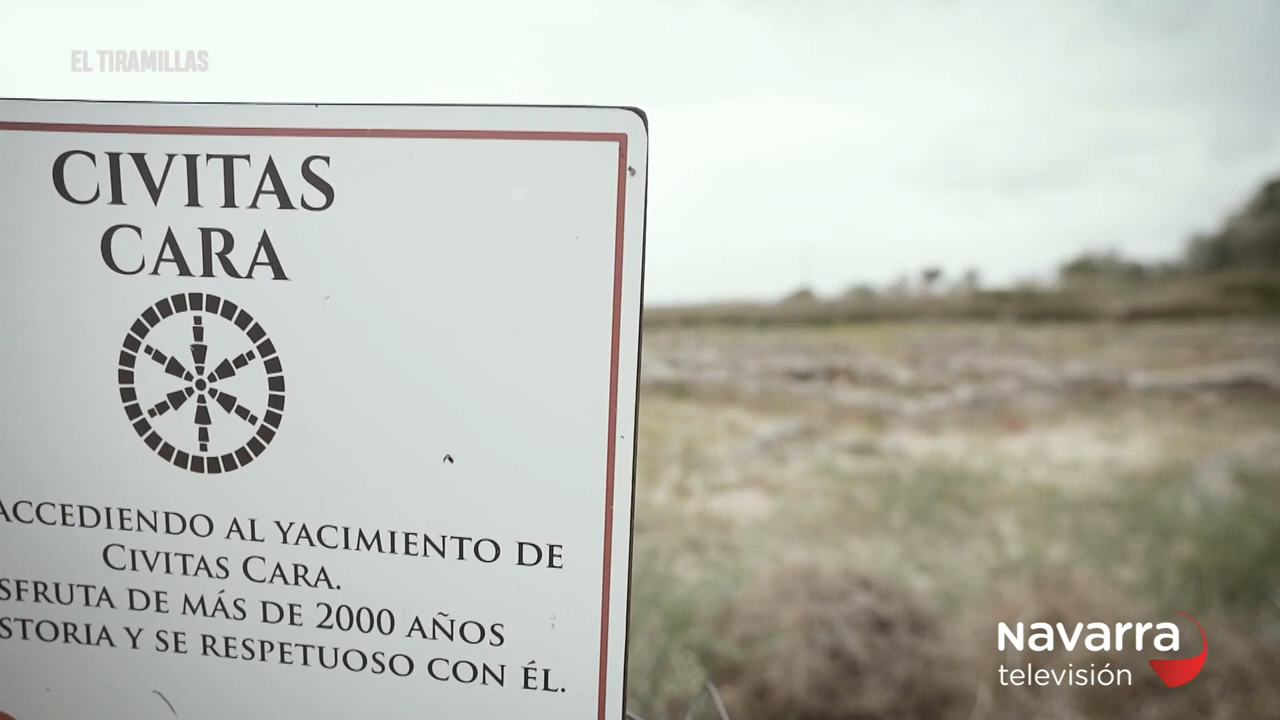 EL TIRAMILLAS
CIVITAS
CARA
ACCEDIENDO AL YACIMIENTO DE
CIVITAS CARA.
SFRUTA DE MÁS DE 2000 AÑOS
STORIA Y SE RESPETUOSO CON ÉL.
Navarra
televisión